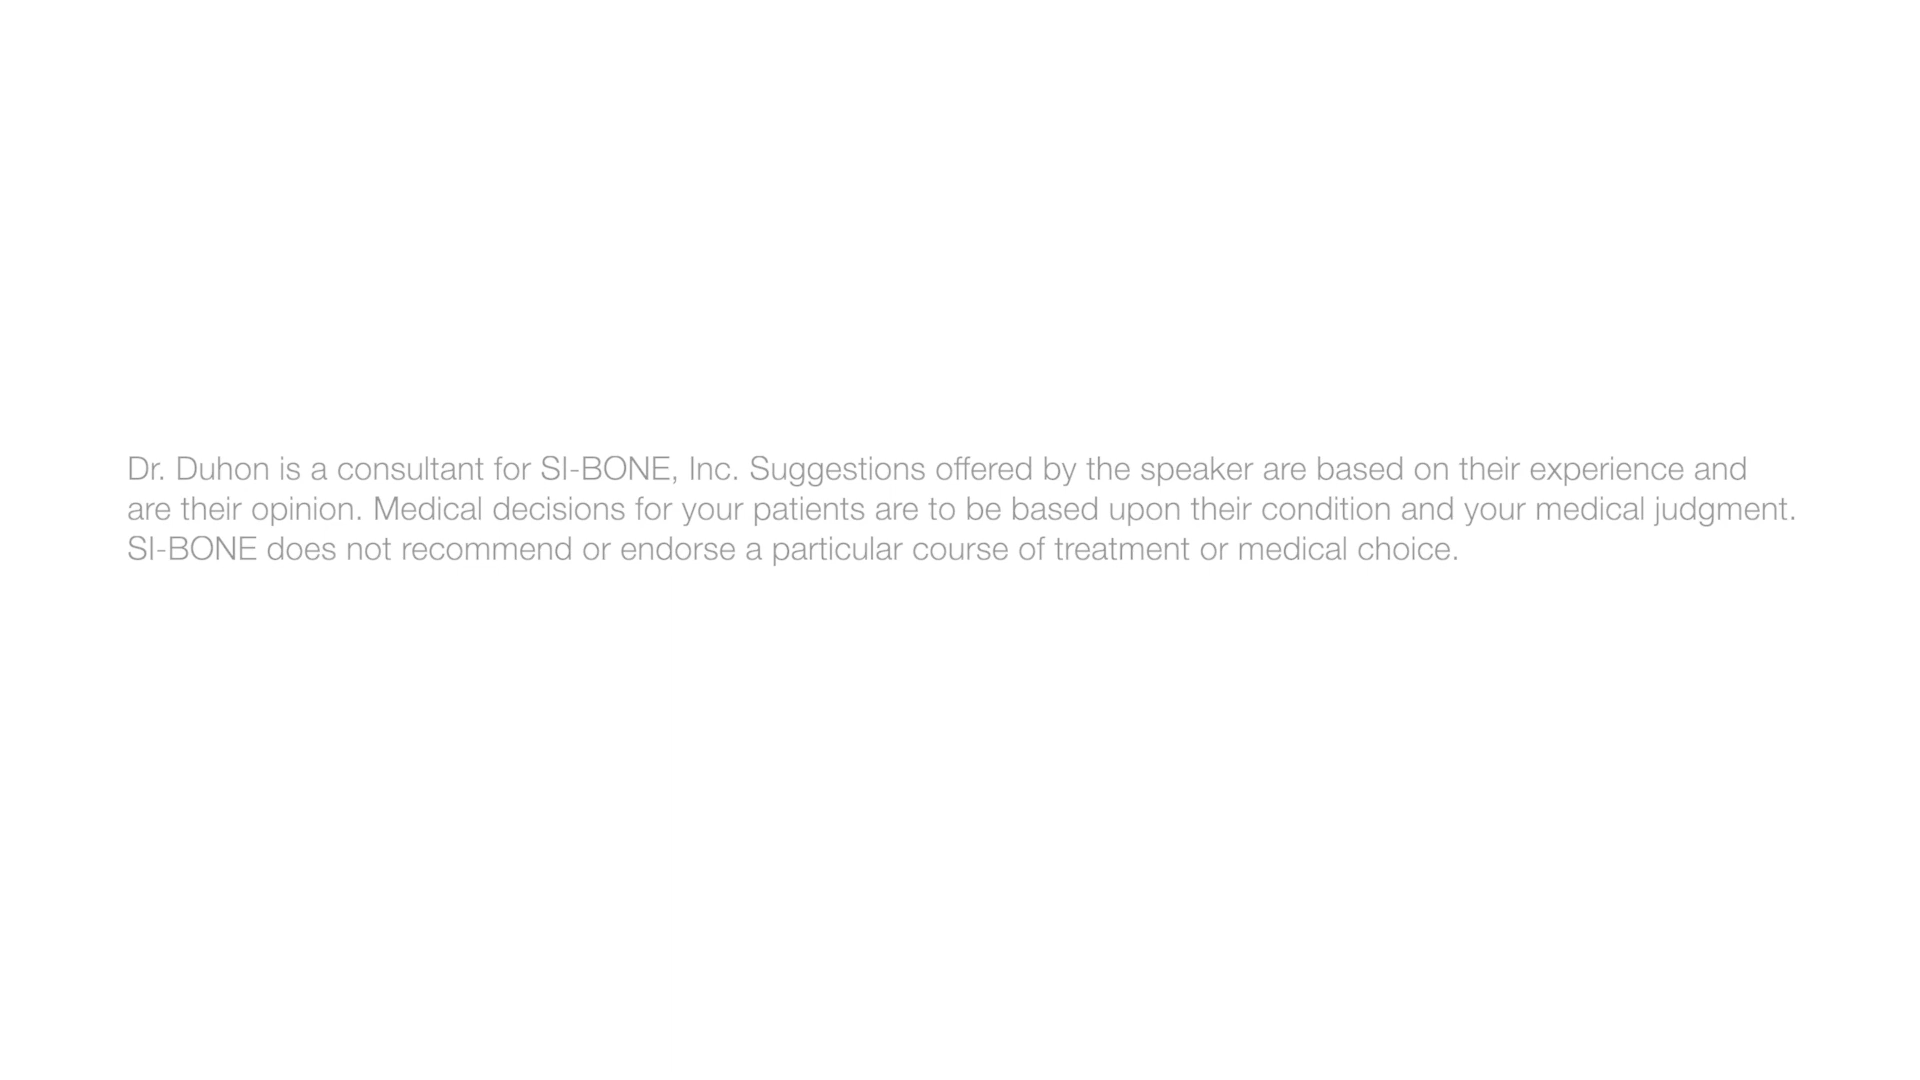 Dr. Duhon is a consultant for SI-BONE, Inc. Suggestions offered by the speaker are based on their experience and
are their opinion. Medical decisions for your patients are to be based upon their condition and your medical judgment.
SI-BONE does not recommend or endorse a particular course of treatment or medical choice.